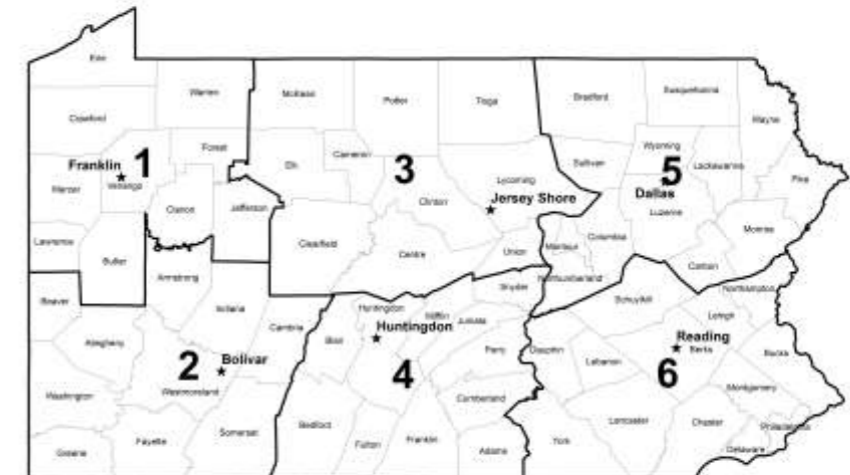 Erie
Warren
McKean
Potter
Tioga
Bradford
Susquehanna
Wayne
Crawford
Forest
Elk
Cameron
Wyoming
Lackawanna
Sullivan
Pike
Franklin
1
3
5
Mercer
Venango
Clarion
Jefferson
Clinton
Lycoming
Jersey Shore
Dallas
Luzerne
Monroe
Columbia
Montour
Lawrence
Butler
Clearfield
Centre
Union
Northumberland
Carbon
Armstrong
Snyder
Schuylkill
Northampton
Beaver
Indiana
Cambria
Huntingdon
Mifflin
Juniata
Lehigh
Allegheny
Blair
Huntingdon
Perry
Dauphin
Lebanon
Reading
Berks
Bucks
2
Bolivar
4
6
Westmoreland
Washington
Cumberland
Montgomery
Greene
Fayette
Somerset
Bedford
Fulton
Franklin
Adams
York
Lancaster
Chester
Philadelphia
Delaware